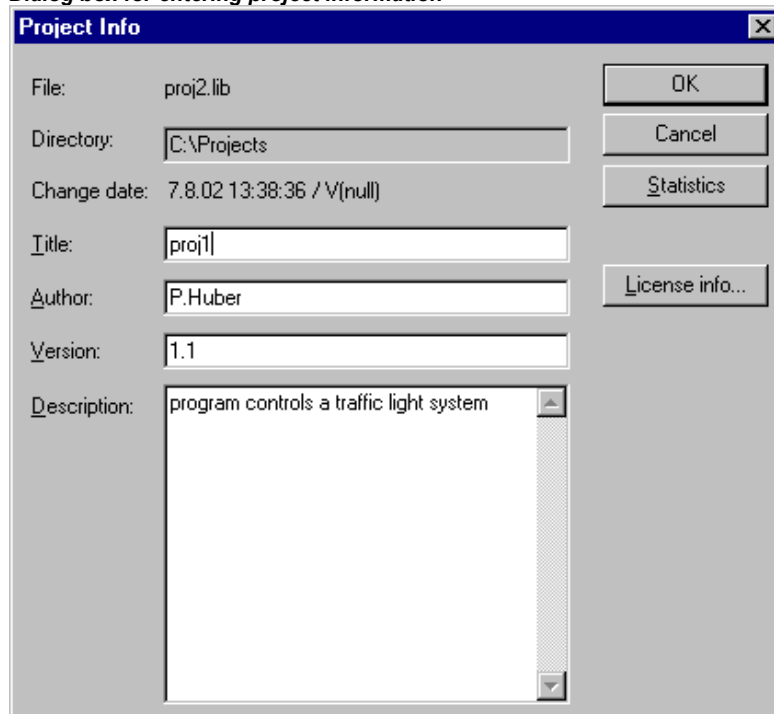 Dialog box for entering project information
Project Info
File: proj2.lib OK
Directory: C:\Projects Cancel
Change date: 7.8.02 13:38:36 / V(null) Statistics
Title: proj1
Author: P.Huber License info...
Version: 1.1
Description: program controls a traffic light system